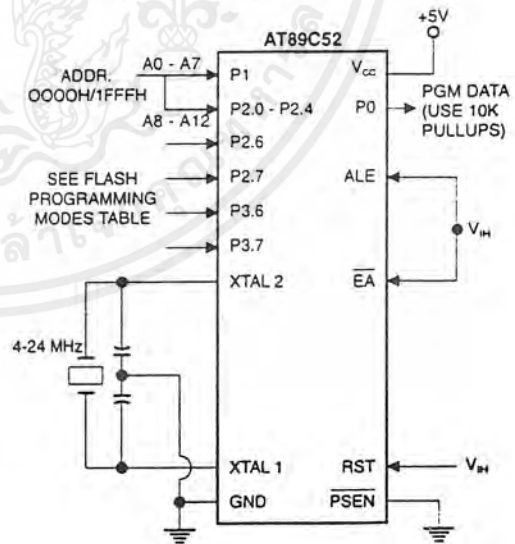 +5V
AT89C52
A0 - A7
ADDR.
OOOOH/1FFFH
A8 - A12
P1
P2.0 - P2.4
P2.6
P2.7
P3.6
P3.7
SEE FLASH
PROGRAMMING
MODES TABLE
XTAL 2
4-24 MHz
XTAL 1
GND
VCC
P0
PGM DATA
(USE 10K
PULLUPS)
ALE
VIH
EA
RST
VIH
PSEN